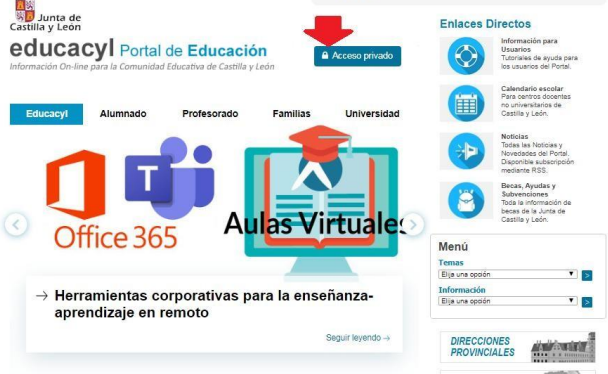 Junta de
Castilla y León
educacyl Portal de Educación
Información On-line para la Comunidad Educativa de Castilla y León
Acceso privado
Educacyl
Alumnado
Profesorado
Familias
Universidad
T
Office 365
Aulas Virtuales
→ Herramientas corporativas para la enseñanza-
aprendizaje en remoto
Seguir leyendo →
Enlaces Directos
Información para
Usuarios
Tutoriales de ayuda para
los usuarios del Portal.
Calendario escolar
Para centros docentes
no universitarios de
Castilla y León.
Noticias
Todas las Noticias y
Novedades del Portal.
Disponible subscripción
mediante RSS.
Becas, Ayudas y
Subvenciones
Toda la información de
becas de la Junta de
Castilla y León.
Menú
Temas
Elija una opción
>
Información
Elija una opción
>
DIRECCIONES
PROVINCIALES